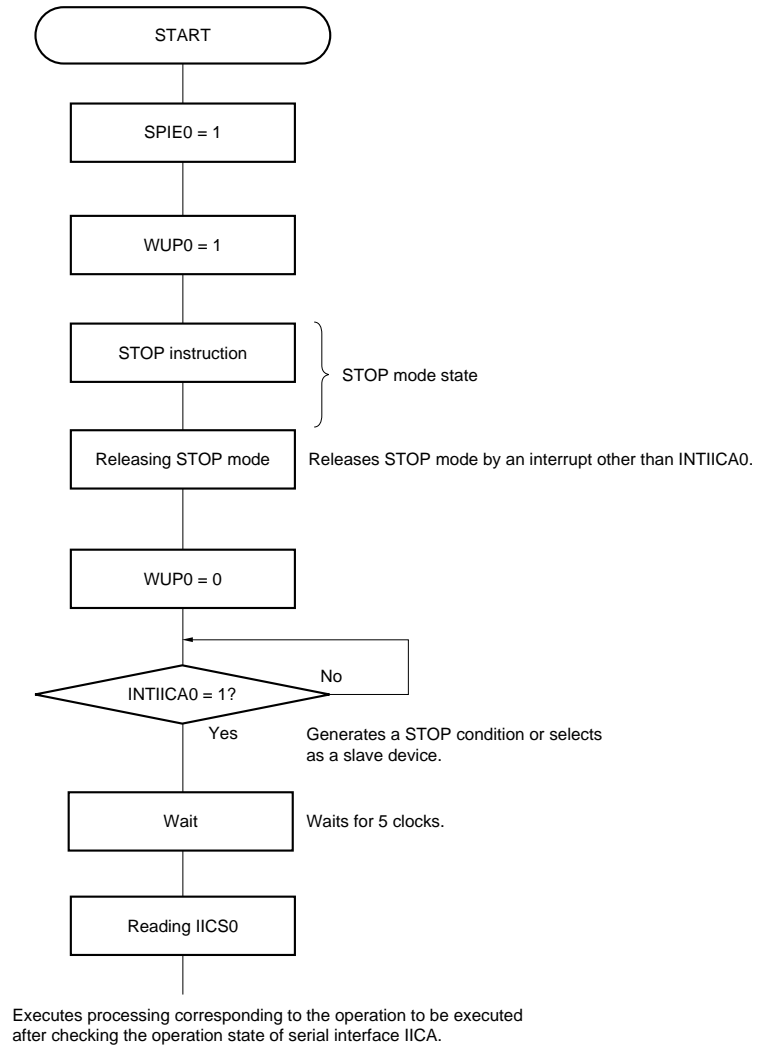 START
SPIE0 = 1
WUP0 = 1
STOP instruction
STOP mode state
Releasing STOP mode
Releases STOP mode by an interrupt other than INTIICA0.
WUP0 = 0
No
INTIICA0 = 1?
Yes
Generates a STOP condition or selects
as a slave device.
Wait
Waits for 5 clocks.
Reading IICS0
Executes processing corresponding to the operation to be executed
after checking the operation state of serial interface IICA.